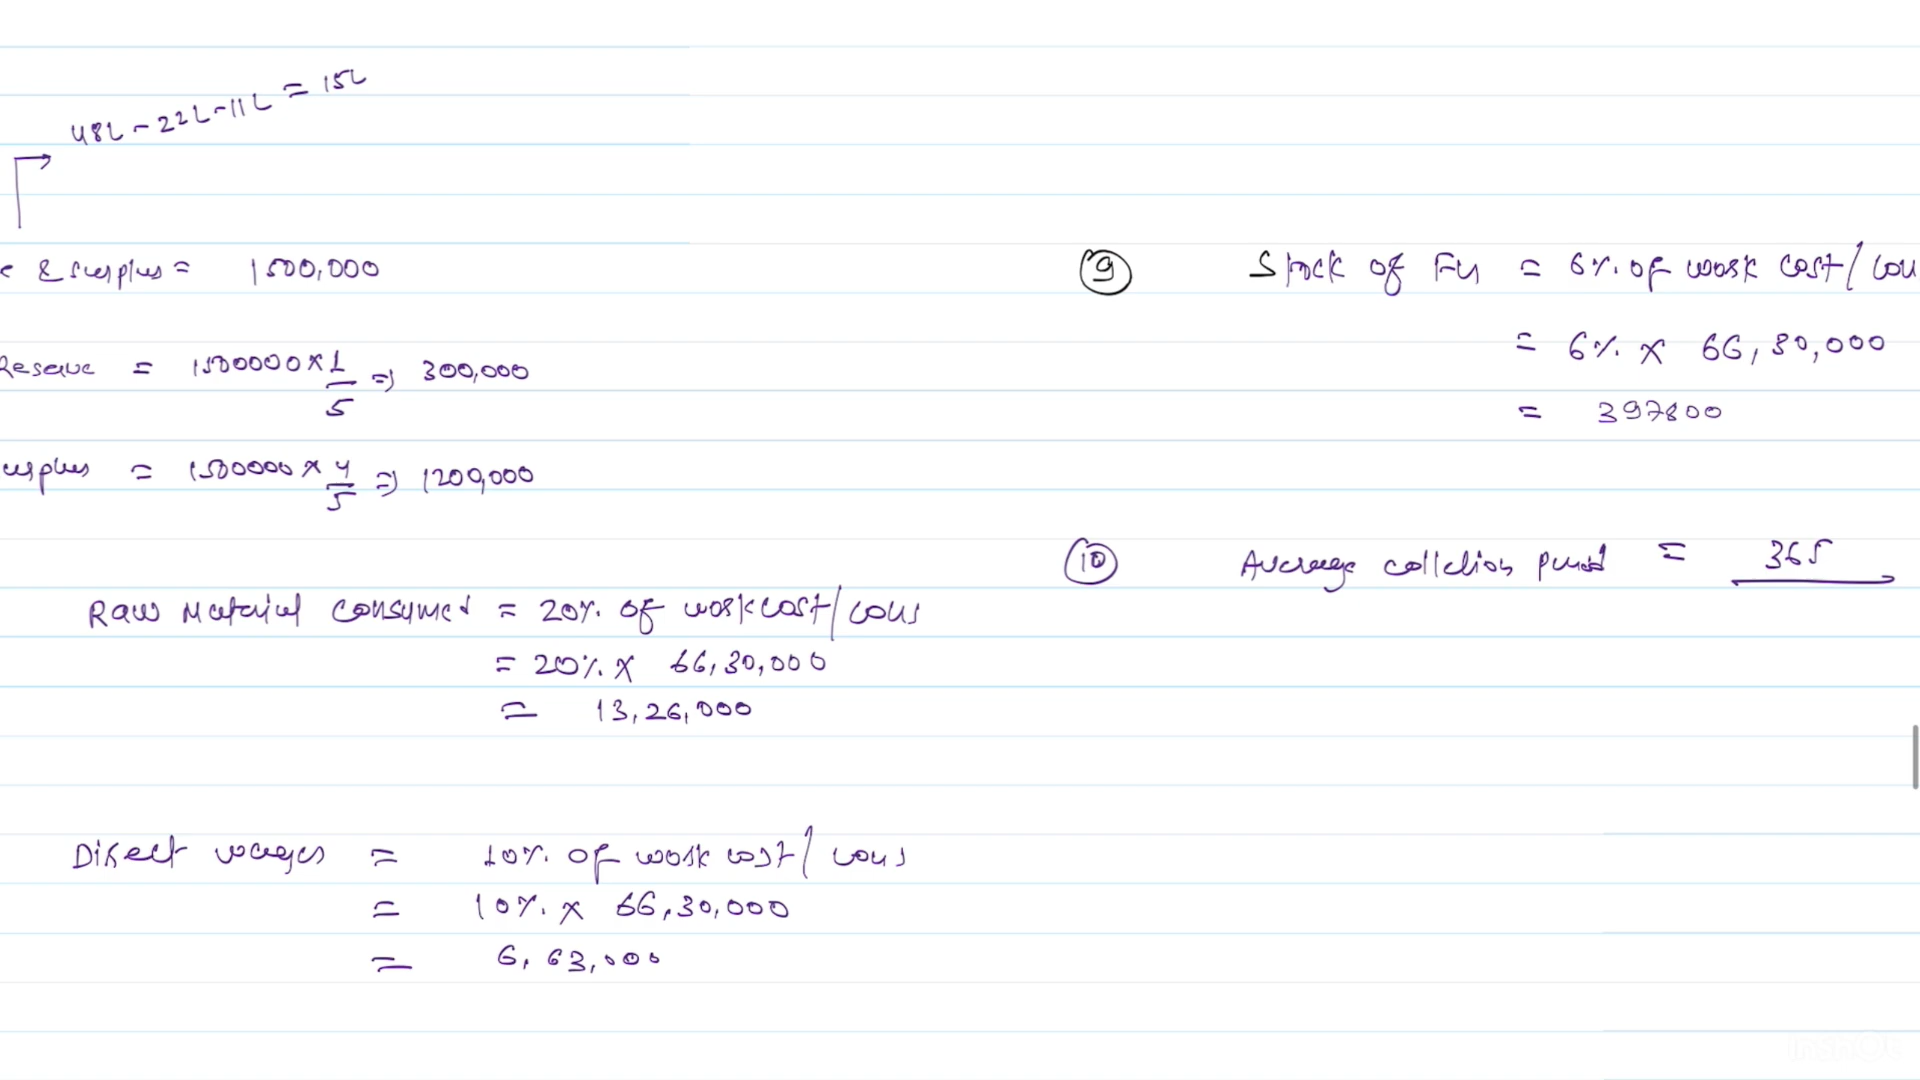 48L - 22L - 11L = 15L
& Surplus = 1500,000
Reserve = 1500000 x 1/5 => 300,000
urplus = 1500000 x 4/5 => 1200,000
Raw Material Consumed = 20% of work cost/cons
= 20% x 66,30,000
= 13,26,000
Direct wages = 10% of work cost/cons
= 10% x 66,30,000
= 6,63,000
9 Stock of FG = 6% of work cost/cou
= 6% x 66,30,000
= 397800
10 Average collection period = 365